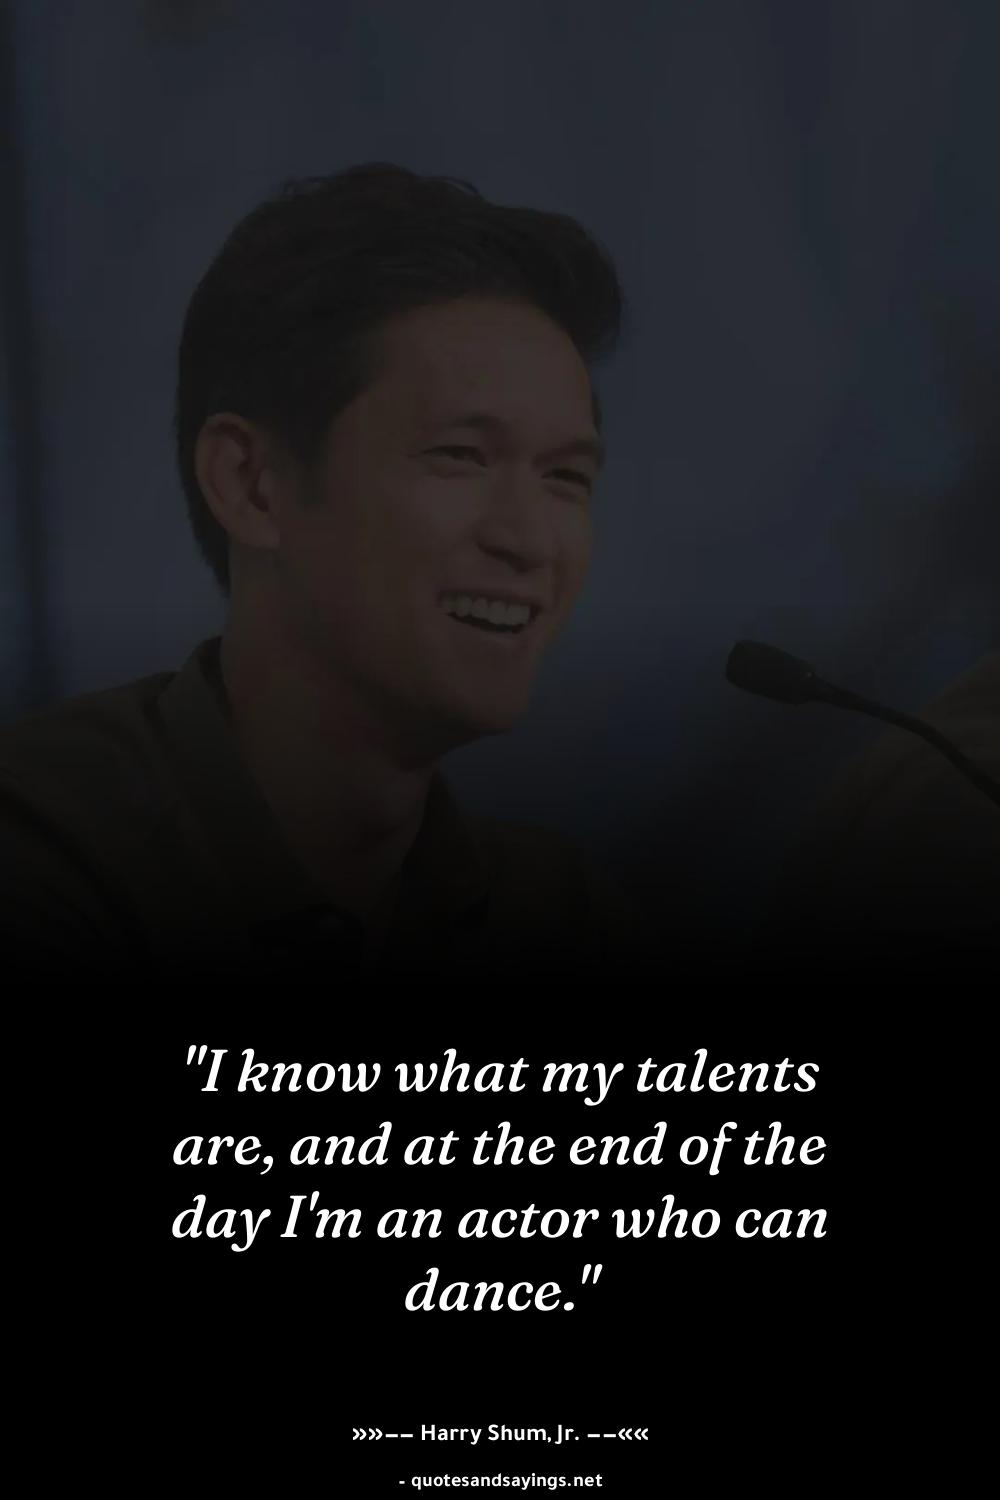 "I know what my talents
are, and at the end of the
day I'm an actor who can
dance."
»»−− Harry Shum, Jr. −−««
- quotesandsayings.net